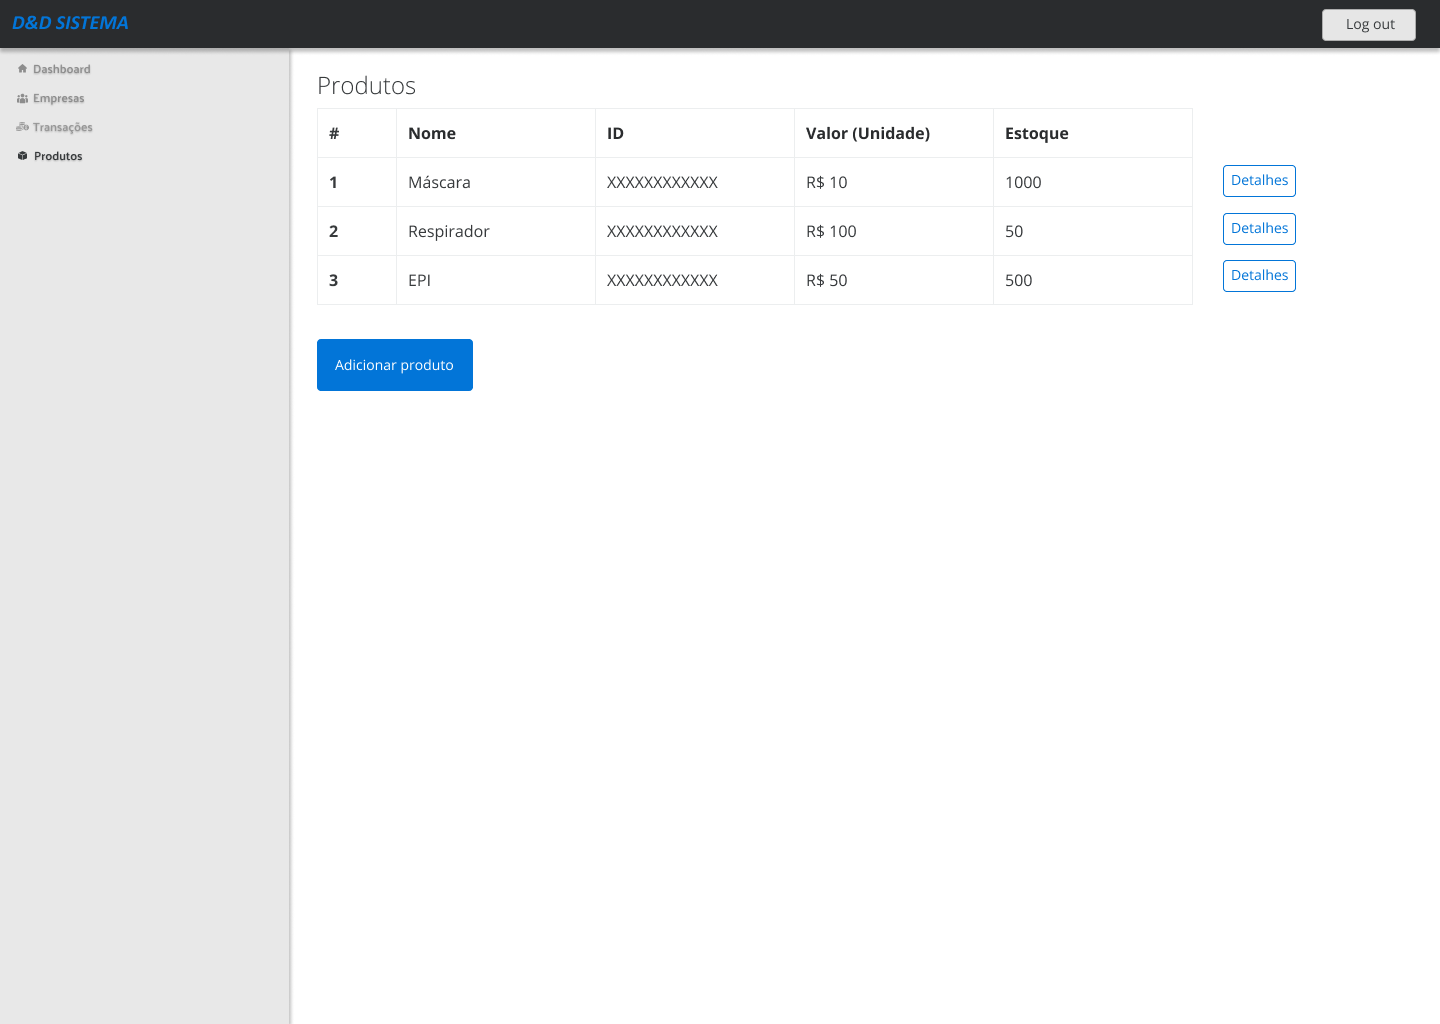 D&D SISTEMA
Log out
Dashboard
Empresas
Transações
Produtos
Produtos
# Nome ID Valor (Unidade) Estoque
1 Máscara XXXXXXXXXXXX R$ 10 1000 Detalhes
2 Respirador XXXXXXXXXXXX R$ 100 50 Detalhes
3 EPI XXXXXXXXXXXX R$ 50 500 Detalhes
Adicionar produto